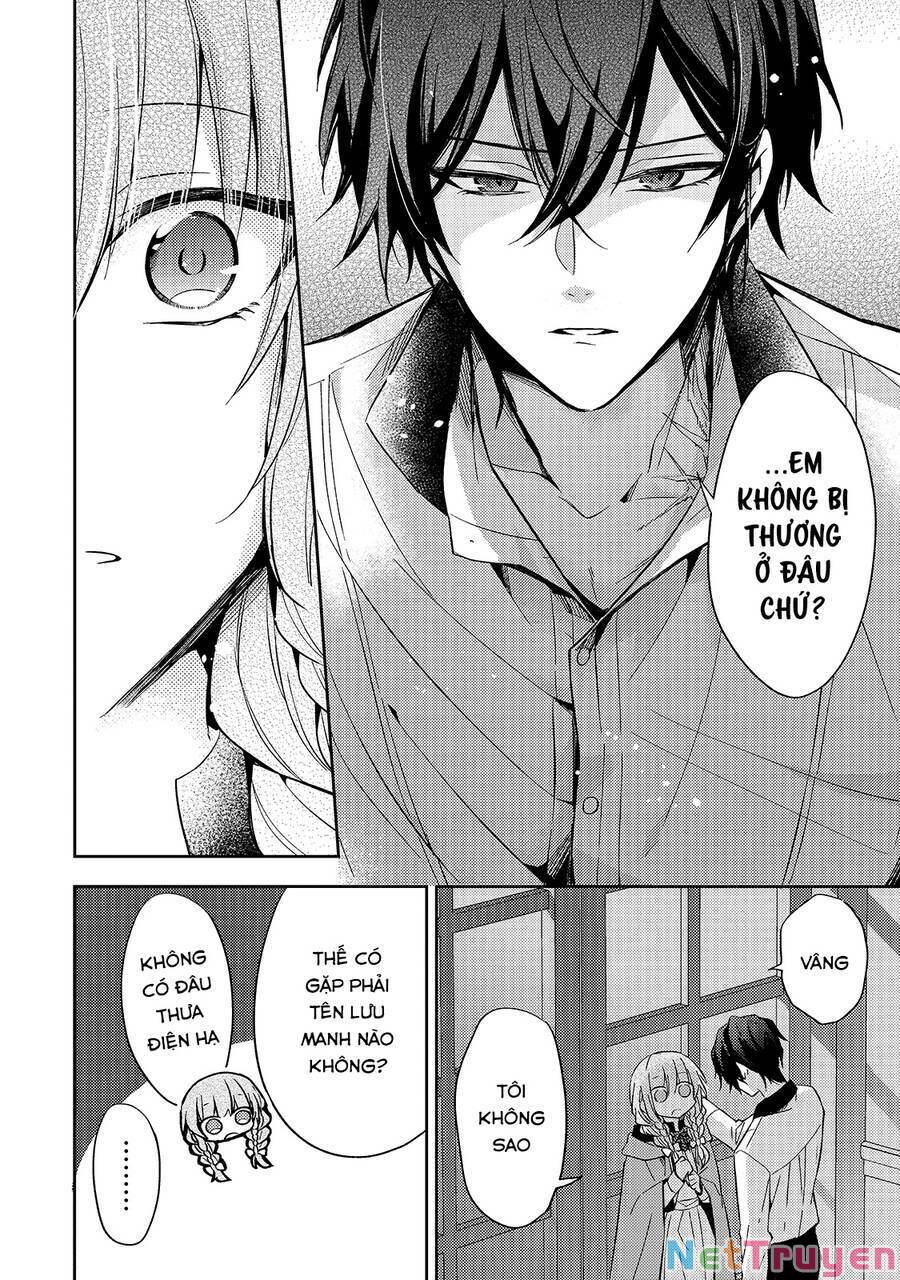 ...EM
KHÔNG BỊ
THƯƠNG
Ở ĐÂU
CHỨ?
VÂNG
TÔI
KHÔNG
SAO
THẾ CÓ
GẶP PHẢI
TÊN LƯU
MANH NÀO
KHÔNG?
KHÔNG
CÓ ĐÂU
THƯA
ĐIỆN HẠ
.........
NetTruyen